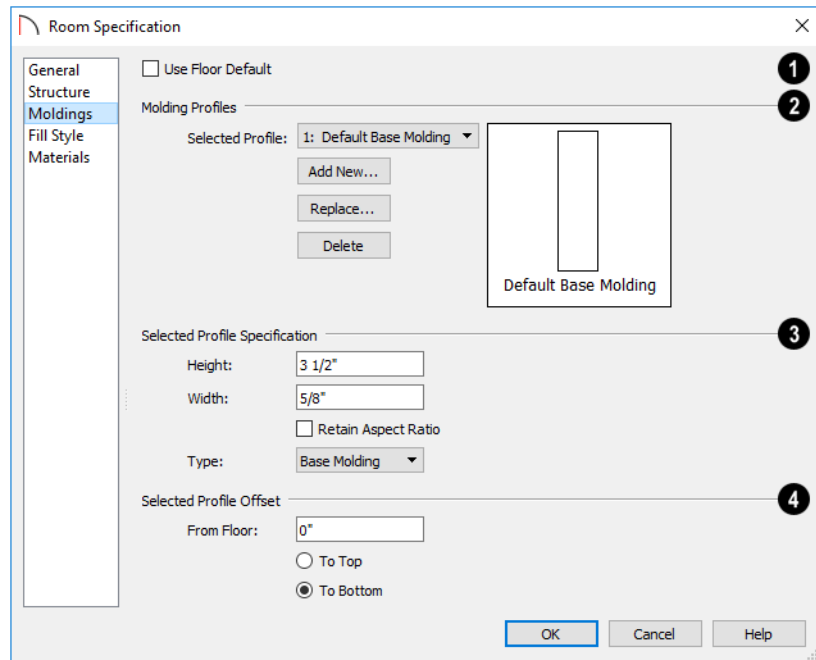 Room Specification
General
Structure
Moldings
Fill Style
Materials
Use Floor Default
1
Molding Profiles
2
Selected Profile: 1: Default Base Molding
Add New...
Replace...
Delete
Default Base Molding
Selected Profile Specification
3
Height: 3 1/2"
Width: 5/8"
Retain Aspect Ratio
Type: Base Molding
Selected Profile Offset
4
From Floor: 0"
To Top
To Bottom
OK Cancel Help